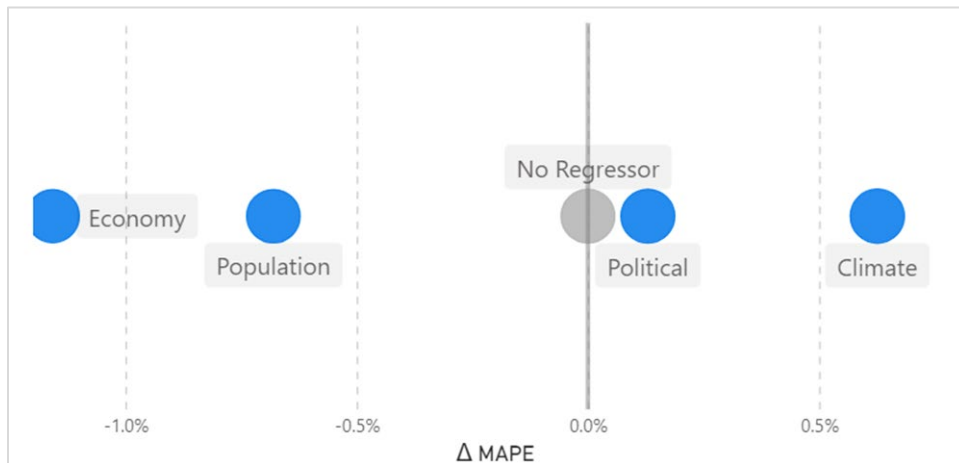 No Regressor
Economy
Population
Political
Climate
-1.0%
-0.5%
0.0%
0.5%
Δ MAPE